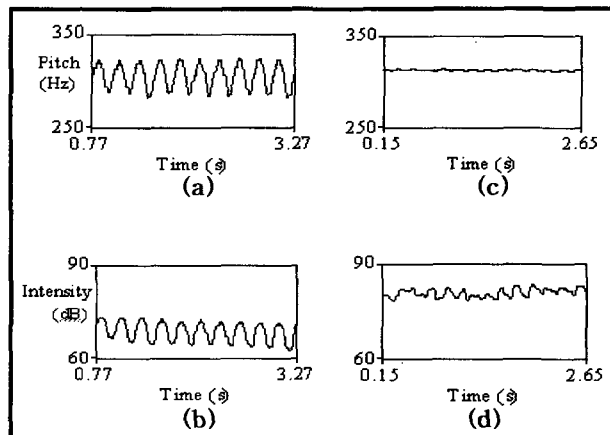 350
Pitch
(Hz)
250
0.77
3.27
Time (s)
(a)
350
250
0.15
2.65
Time (s)
(c)
90
Intensity
(dB)
60
0.77
3.27
Time (s)
(b)
90
60
0.15
2.65
Time (s)
(d)